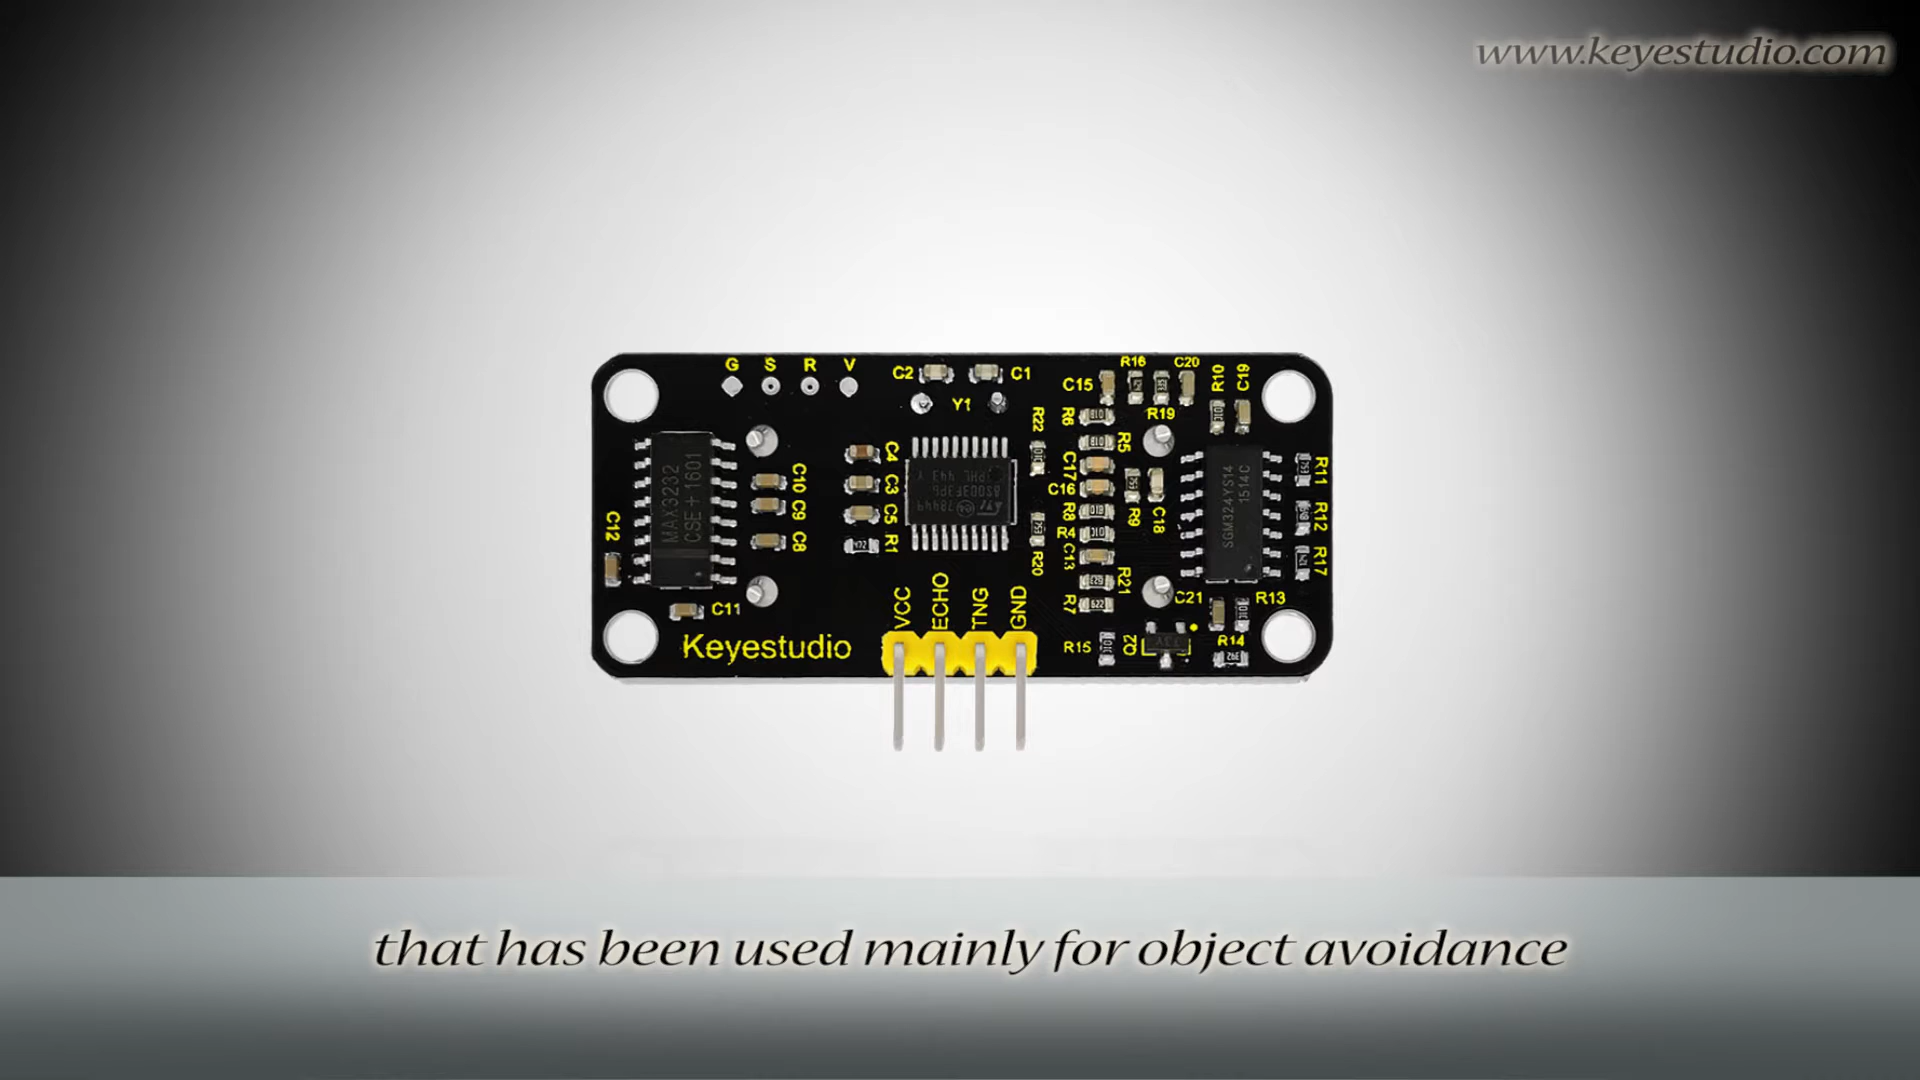 www.keyestudio.com
G S R V
C2 C1
Y1
R16 C20
C15
R19
R10
C19
R22
R6
R5
C17
C16
R8
R4
C13
R21
R7
R9
C18
R11
R12
R17
C4
C3
C5
R1
C10
C9
C8
C12
MAX3232
CSE+1601
SGM324YS14
1514C
R20
C11
C21
R13
R14
R15
Q2
VCC
ECHO
TNG
GND
Keyestudio
that has been used mainly for object avoidance